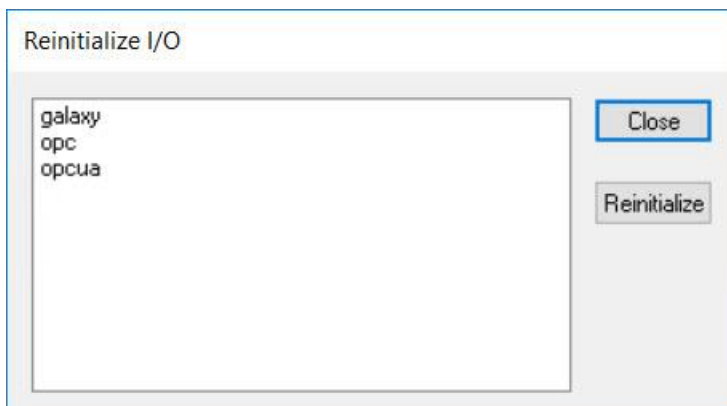 Reinitialize I/O
galaxy
opc
opcua
Close
Reinitialize